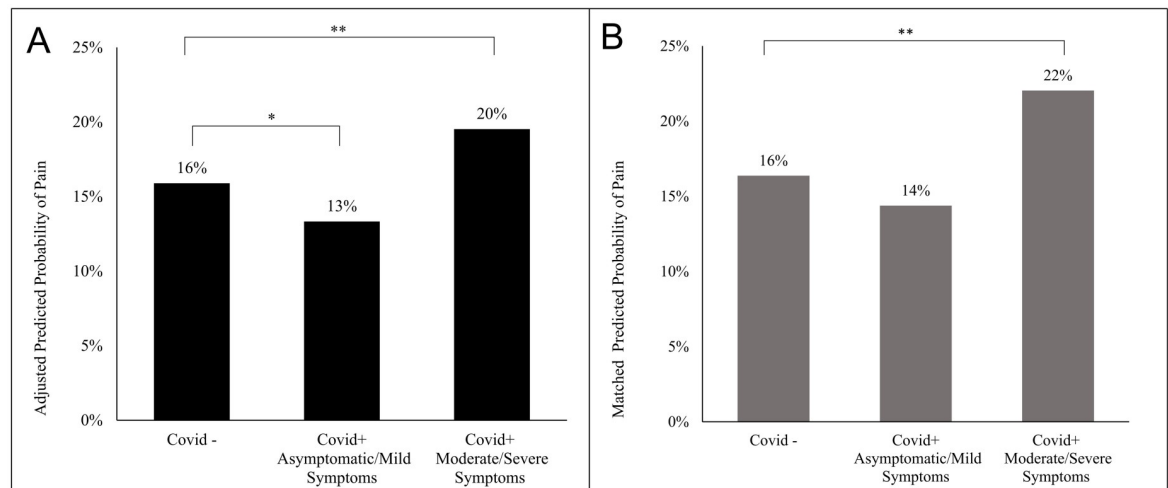 A
Adjusted Predicted Probability of Pain
25%
20%
15%
10%
5%
0%
**
*
16%
13%
20%
Covid -
Covid+
Asymptomatic/Mild
Symptoms
Covid+
Moderate/Severe
Symptoms
B
Matched Predicted Probability of Pain
25%
20%
15%
10%
5%
0%
**
16%
14%
22%
Covid -
Covid+
Asymptomatic/Mild
Symptoms
Covid+
Moderate/Severe
Symptoms